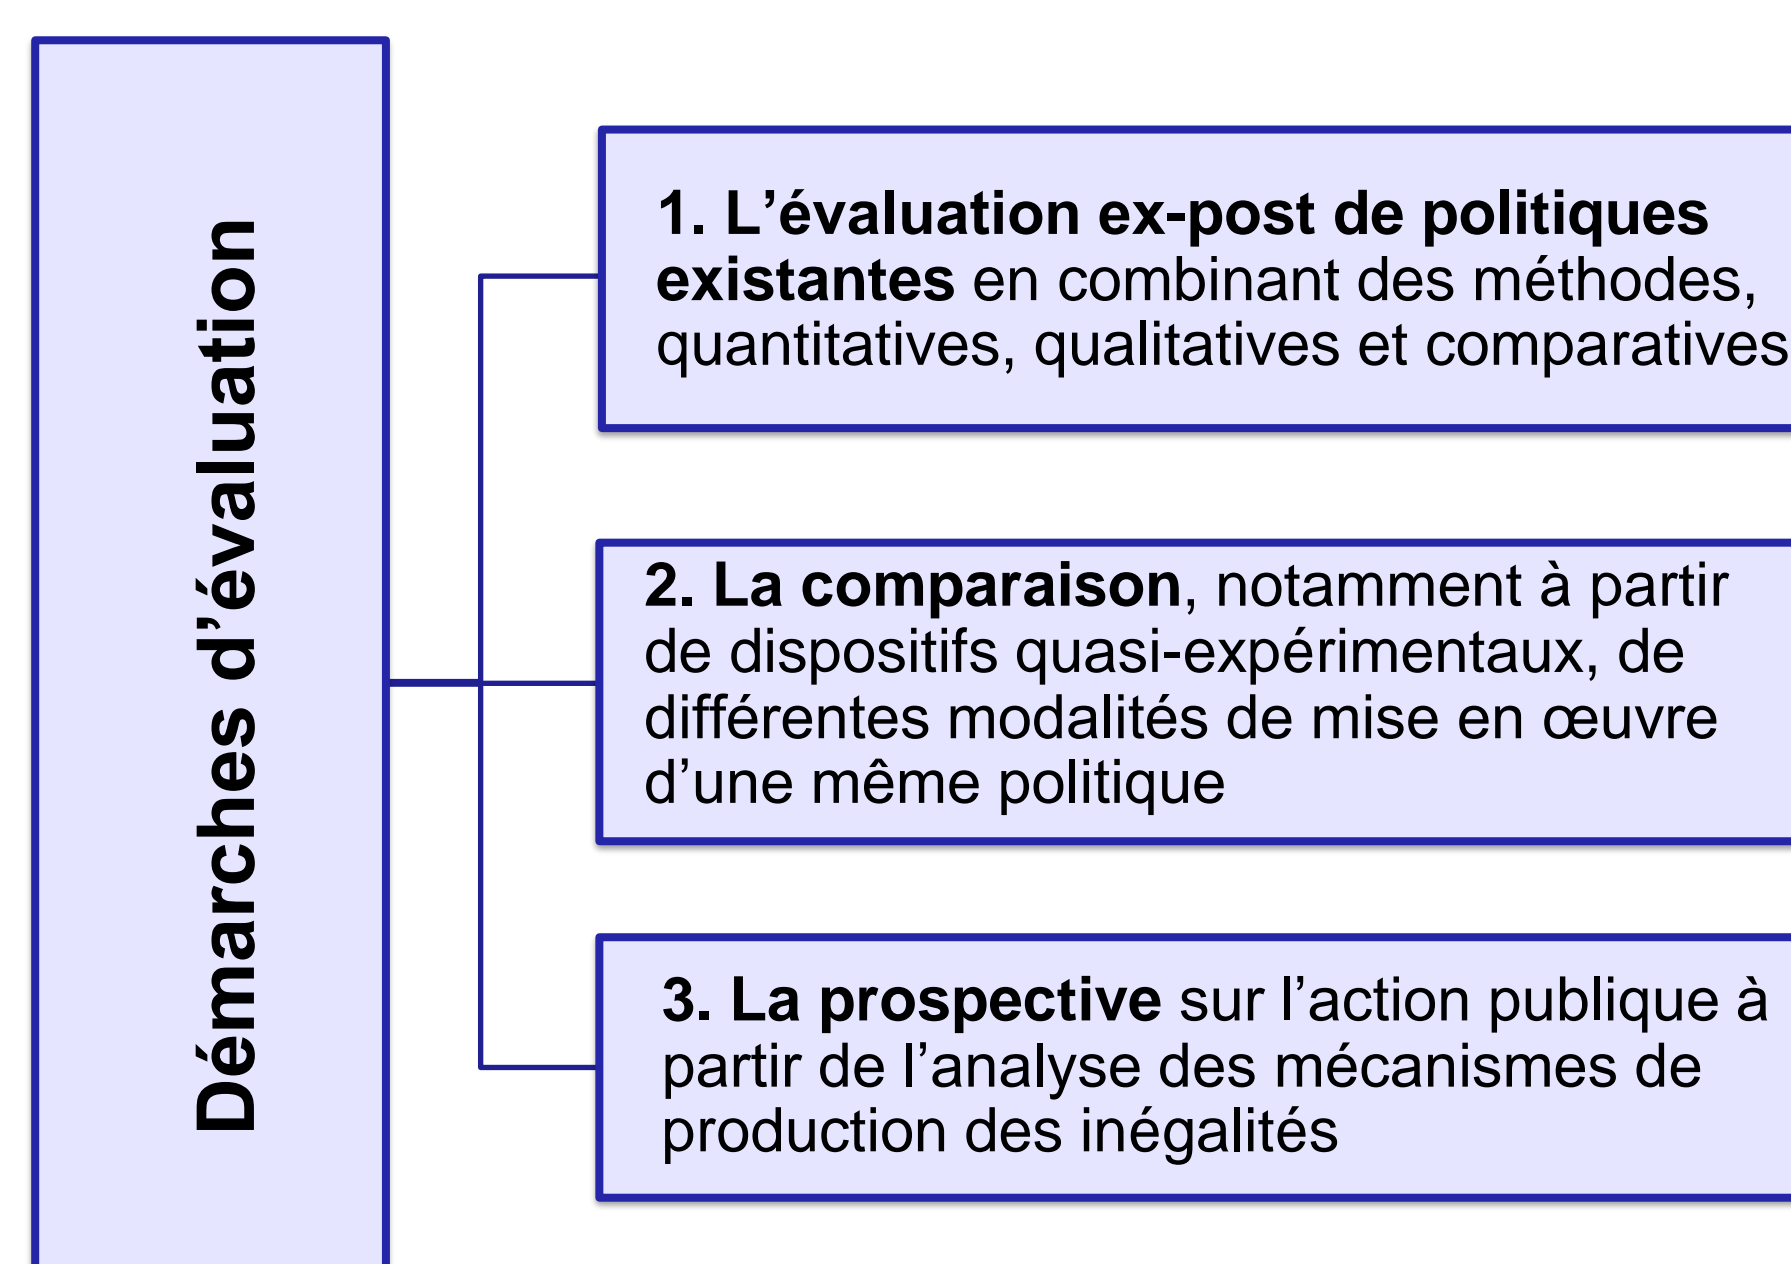 Démarches d’évaluation
1. L’évaluation ex-post de politiques
existantes en combinant des méthodes,
quantitatives, qualitatives et comparatives
2. La comparaison, notamment à partir
de dispositifs quasi-expérimentaux, de
différentes modalités de mise en œuvre
d’une même politique
3. La prospective sur l’action publique à
partir de l’analyse des mécanismes de
production des inégalités